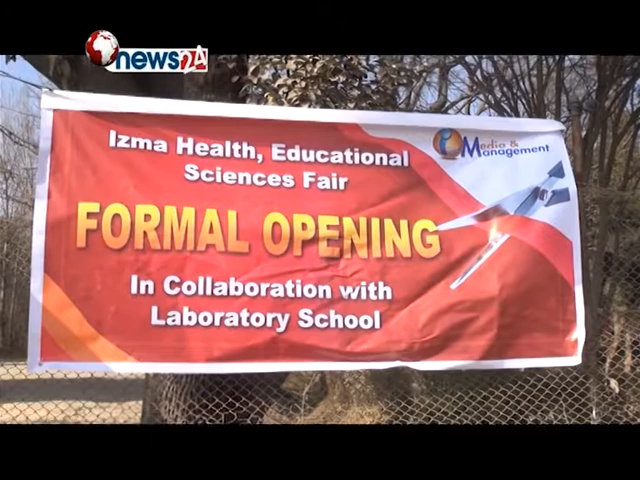 news24
Izma Health, Educational
Sciences Fair
FORMAL OPENING
In Collaboration with
Laboratory School
Media &
Management